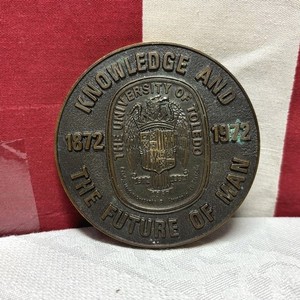 KNOWLEDGE AND
1872 1972
THE UNIVERSITY OF TOLEDO
THE FUTURE OF MAN